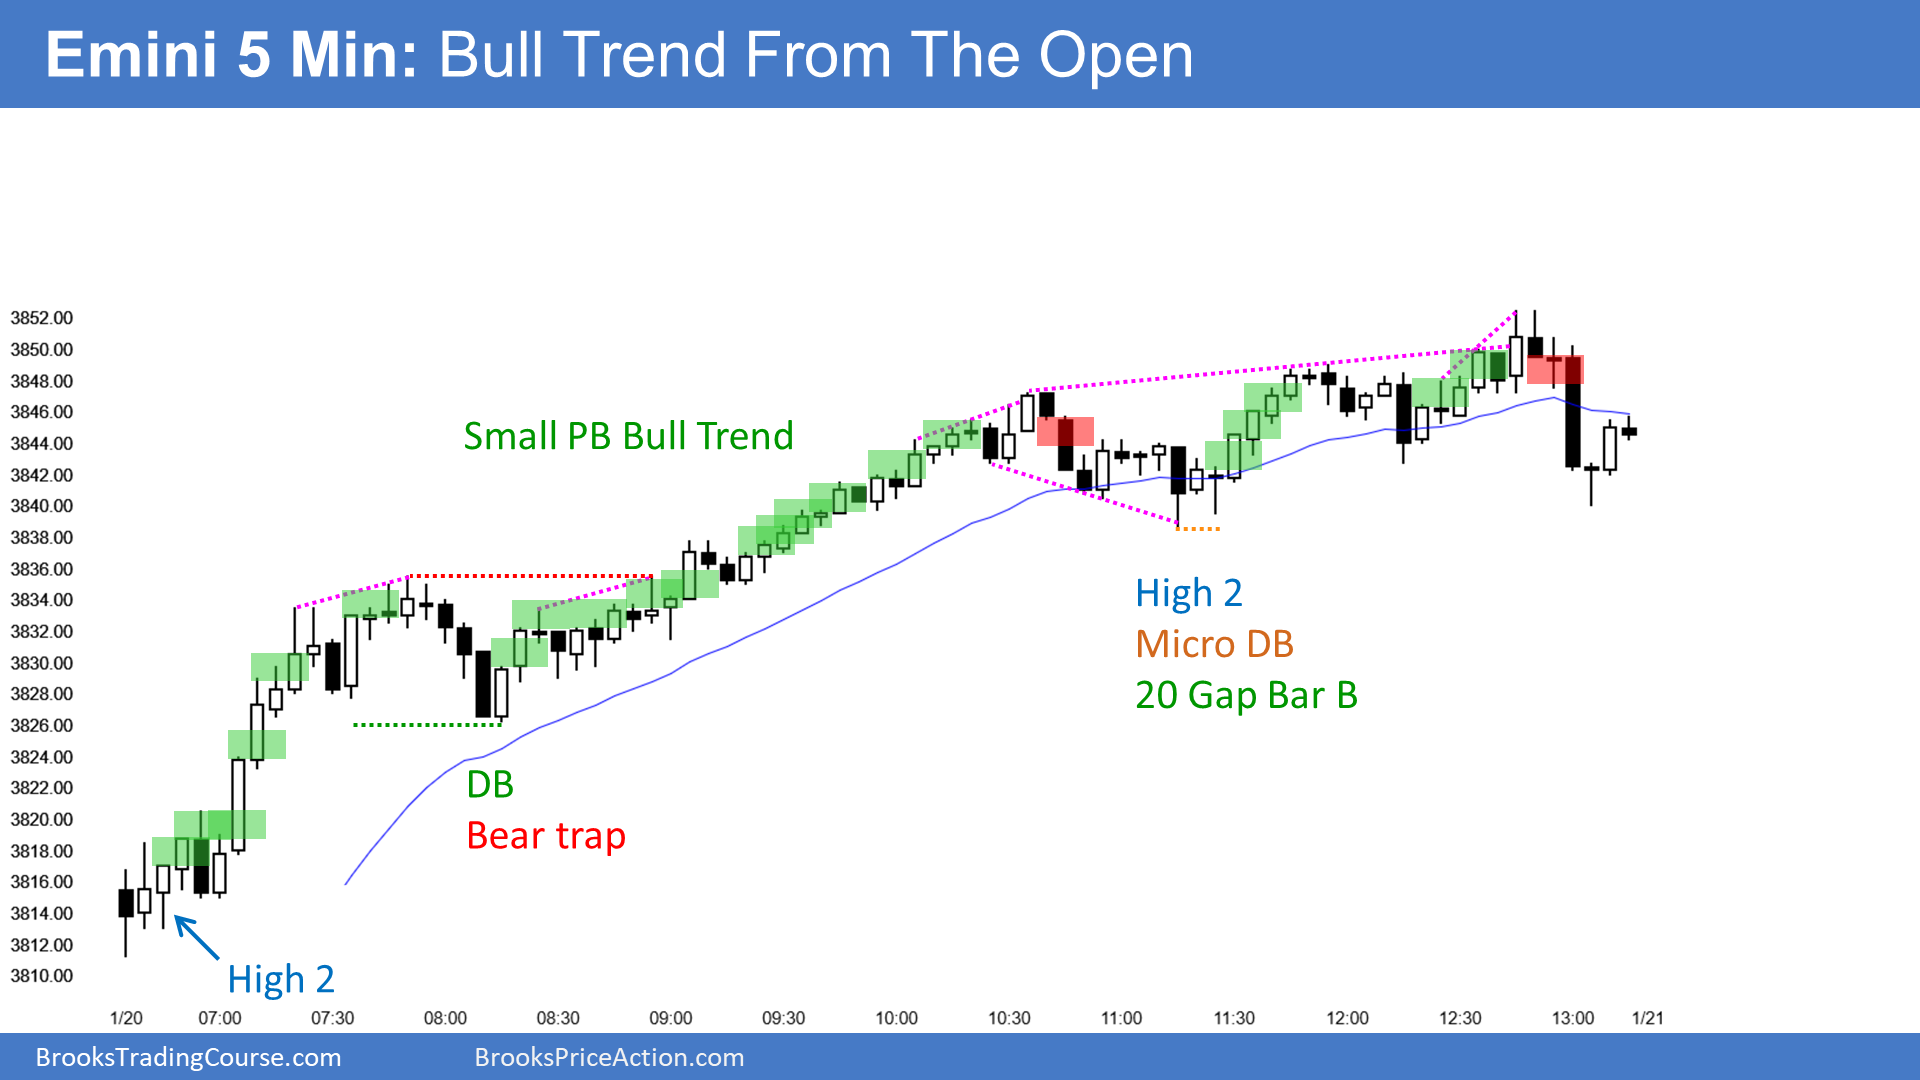 Emini 5 Min: Bull Trend From The Open
3852.00
3850.00
3848.00
3846.00
3844.00
3842.00
3840.00
3838.00
3836.00
3834.00
3832.00
3830.00
3828.00
3826.00
3824.00
3822.00
3820.00
3818.00
3816.00
3814.00
3812.00
3810.00
Small PB Bull Trend
High 2
Micro DB
20 Gap Bar B
DB
Bear trap
High 2
1/20 07:00 07:30 08:00 08:30 09:00 09:30 10:00 10:30 11:00 11:30 12:00 12:30 13:00 1/21
BrooksTradingCourse.com BrooksPriceAction.com